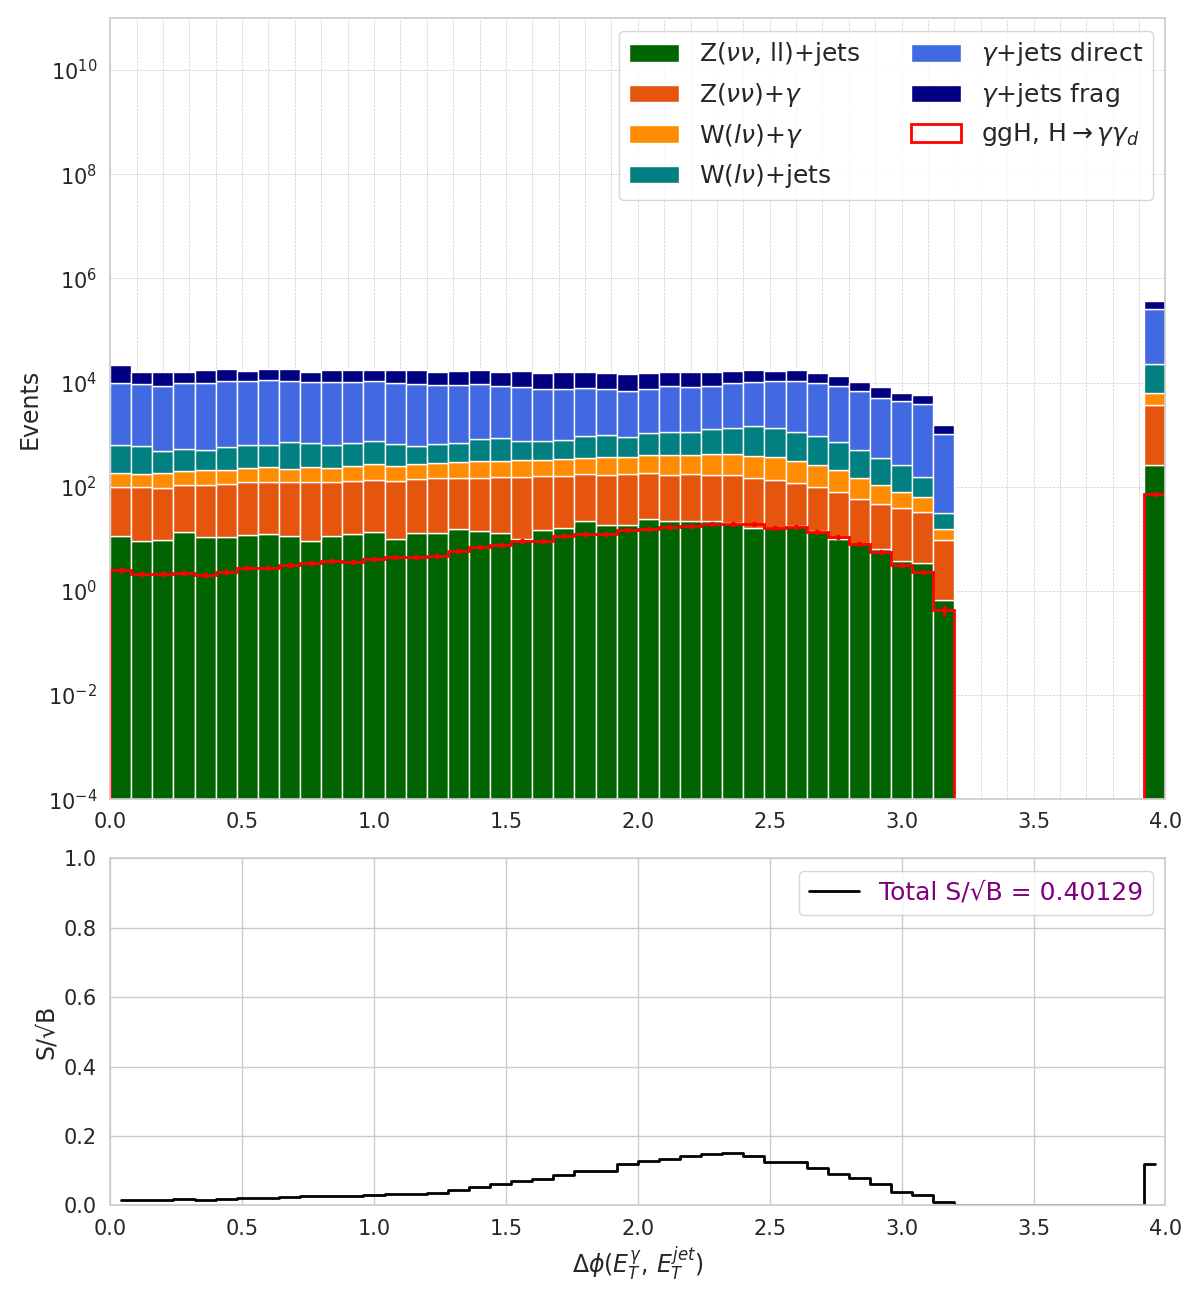 Z(νν, ll)+jets
Z(νν)+γ
W(lν)+γ
W(lν)+jets
γ+jets direct
γ+jets frag
ggH, H→γγ_d
Events
10^10
10^8
10^6
10^4
10^2
10^0
10^−2
10^−4
0.0 0.5 1.0 1.5 2.0 2.5 3.0 3.5 4.0
Total S/√B = 0.40129
S/√B
1.0
0.8
0.6
0.4
0.2
0.0
0.0 0.5 1.0 1.5 2.0 2.5 3.0 3.5 4.0
Δϕ(E_T^γ, E_T^jet)